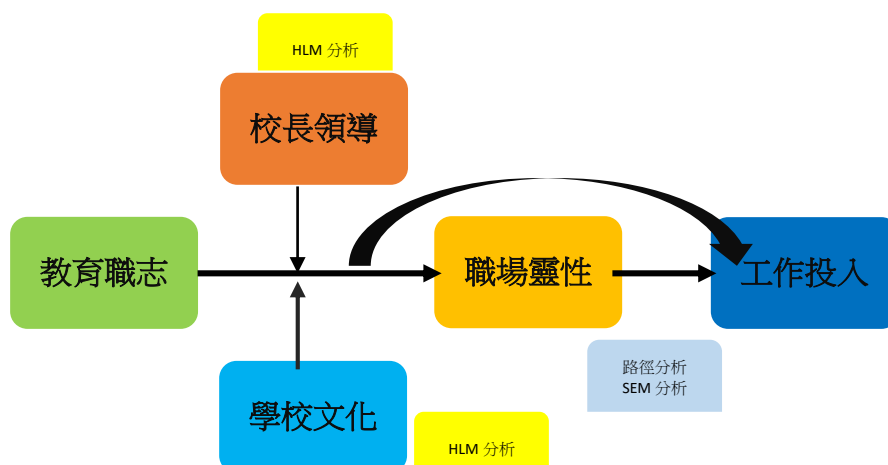 HLM 分析
校長領導
教育職志
職場靈性
工作投入
路徑分析
SEM 分析
學校文化
HLM 分析